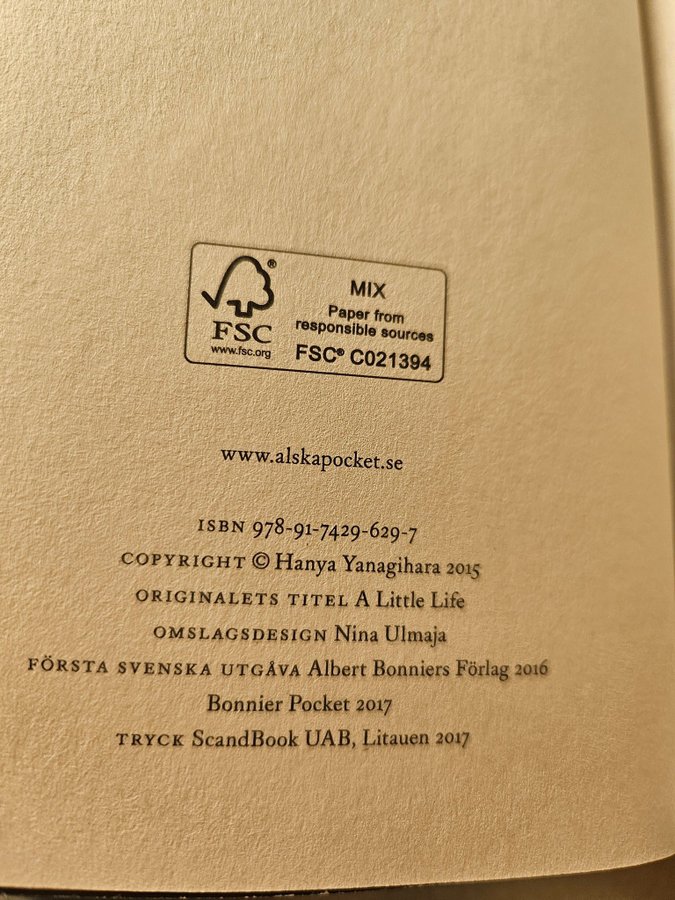 MIX
Paper from
responsible sources
FSC® C021394
®
FSC
www.fsc.org
www.alskapocket.se
ISBN 978-91-7429-629-7
COPYRIGHT © Hanya Yanagihara 2015
ORIGINALETS TITEL A Little Life
OMSLAGSDESIGN Nina Ulmaja
FÖRSTA SVENSKA UTGÅVA Albert Bonniers Förlag 2016
Bonnier Pocket 2017
TRYCK ScandBook UAB, Litauen 2017